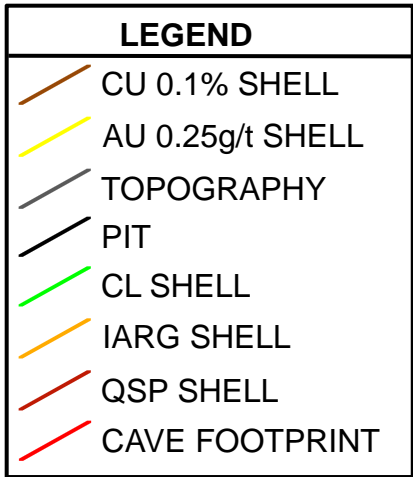 LEGEND
CU 0.1% SHELL
AU 0.25g/t SHELL
TOPOGRAPHY
PIT
CL SHELL
IARG SHELL
QSP SHELL
CAVE FOOTPRINT